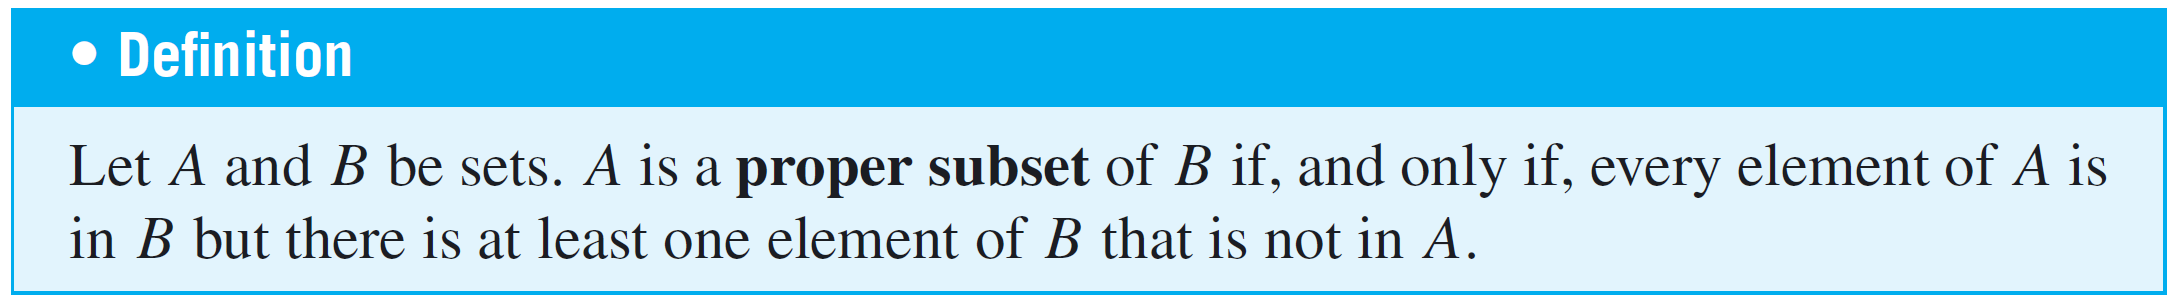 • Definition
Let A and B be sets. A is a proper subset of B if, and only if, every element of A is
in B but there is at least one element of B that is not in A.